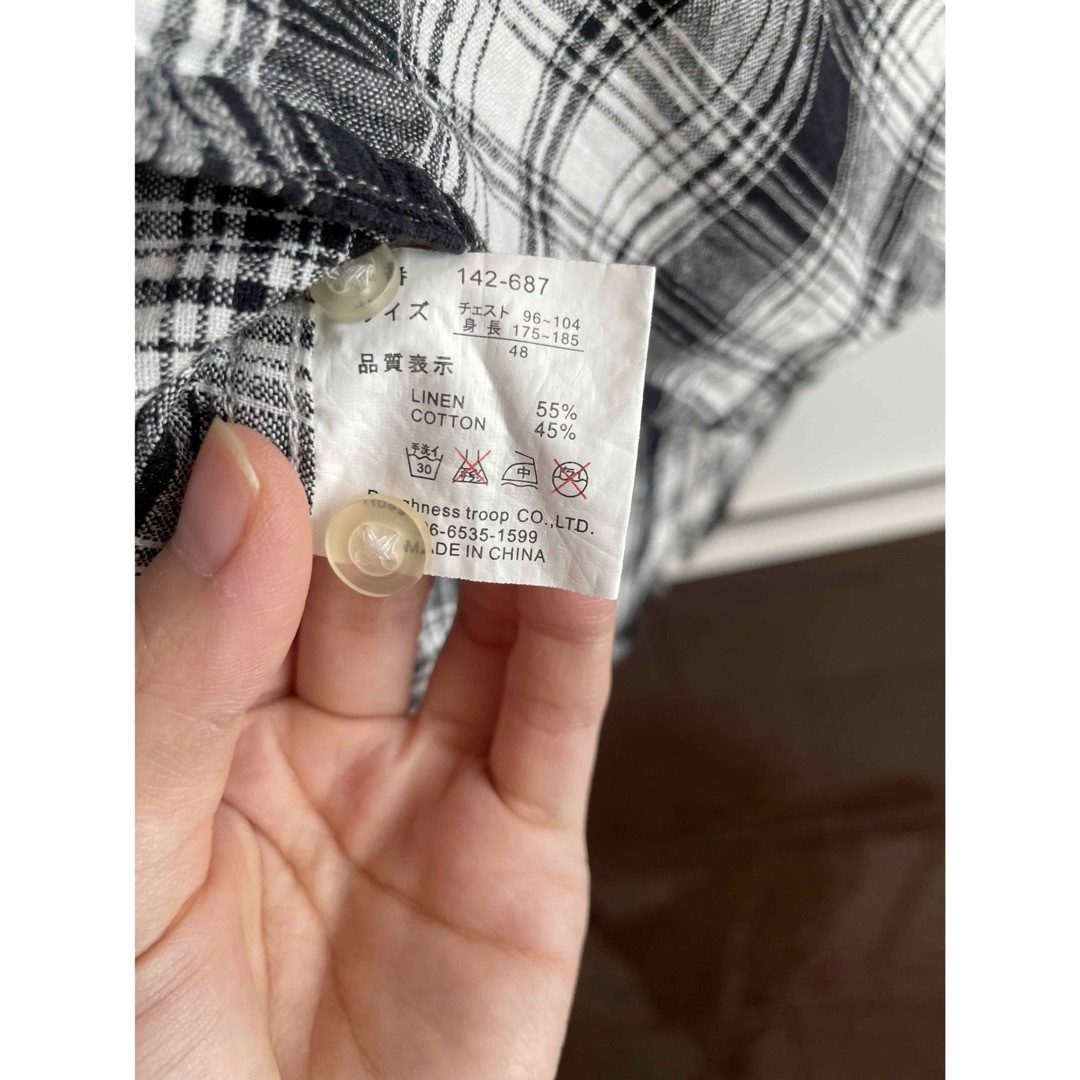 142-687
イズ チェスト 96~104
身長 175~185
48
品質表示
LINEN 55%
COTTON 45%
手洗イ
30
中
troop CO.,LTD.
6-6535-1599
MADE IN CHINA